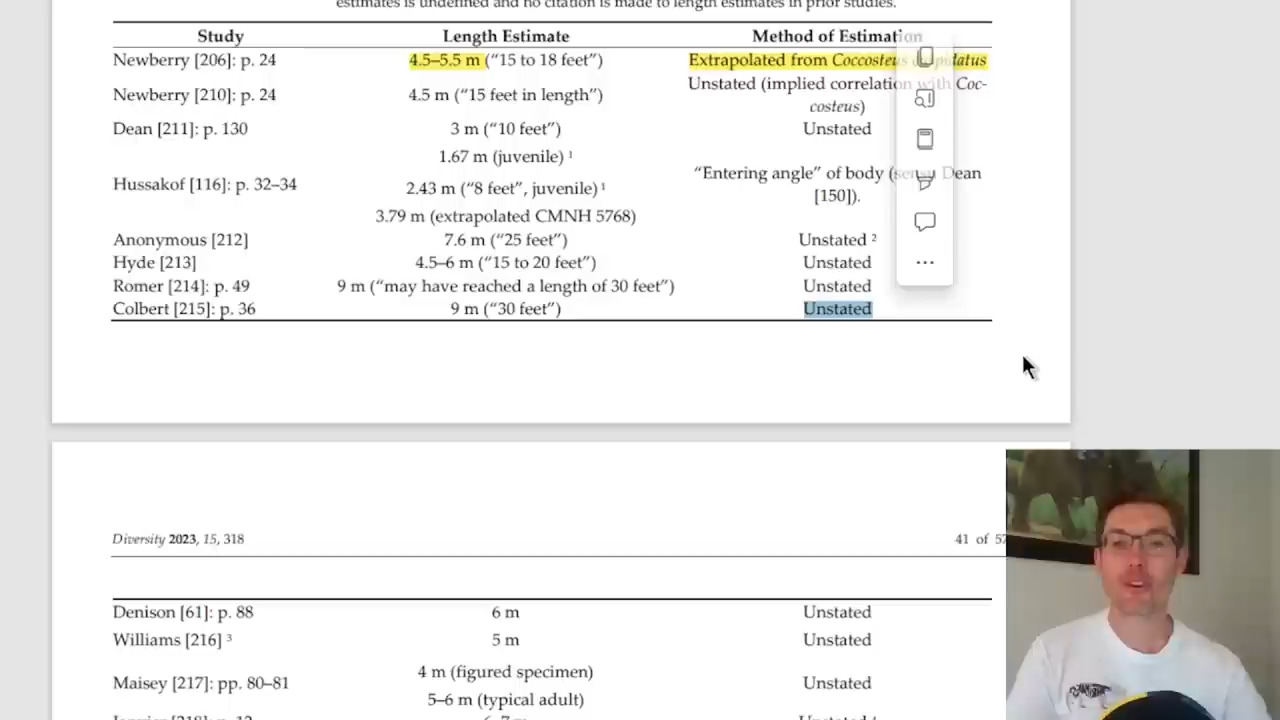 estimates is undefined and no citation is made to length estimates in prior studies.
Study Length Estimate Method of Estimation
Newberry [206]: p. 24 4.5–5.5 m (“15 to 18 feet”) Extrapolated from Coccosteus cuspidatus
Newberry [210]: p. 24 4.5 m (“15 feet in length”) Unstated (implied correlation with Coc-
costeus)
Dean [211]: p. 130 3 m (“10 feet”) Unstated
Hussakof [116]: p. 32–34 1.67 m (juvenile) ¹
2.43 m (“8 feet”, juvenile) ¹
3.79 m (extrapolated CMNH 5768)
“Entering angle” of body (sensu Dean
[150]).
Anonymous [212] 7.6 m (“25 feet”) Unstated ²
Hyde [213] 4.5–6 m (“15 to 20 feet”) Unstated
Romer [214]: p. 49 9 m (“may have reached a length of 30 feet”) Unstated
Colbert [215]: p. 36 9 m (“30 feet”) Unstated
Diversity 2023, 15, 318 41 of 57
Denison [61]: p. 88 6 m Unstated
Williams [216] ³ 5 m Unstated
Maisey [217]: pp. 80–81 4 m (figured specimen)
5–6 m (typical adult)
Unstated